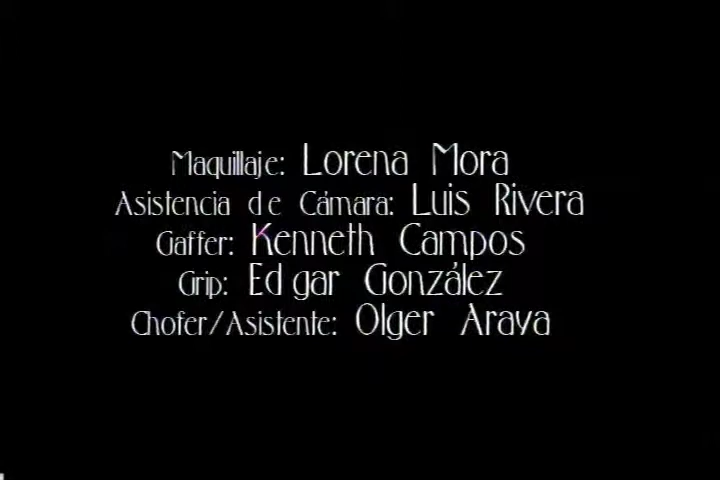 Maquillaje: Lorena Mora
Asistencia de Cámara: Luis Rivera
Gaffer: Kenneth Campos
Grip: Edgar González
Chofer/Asistente: Olger Araya